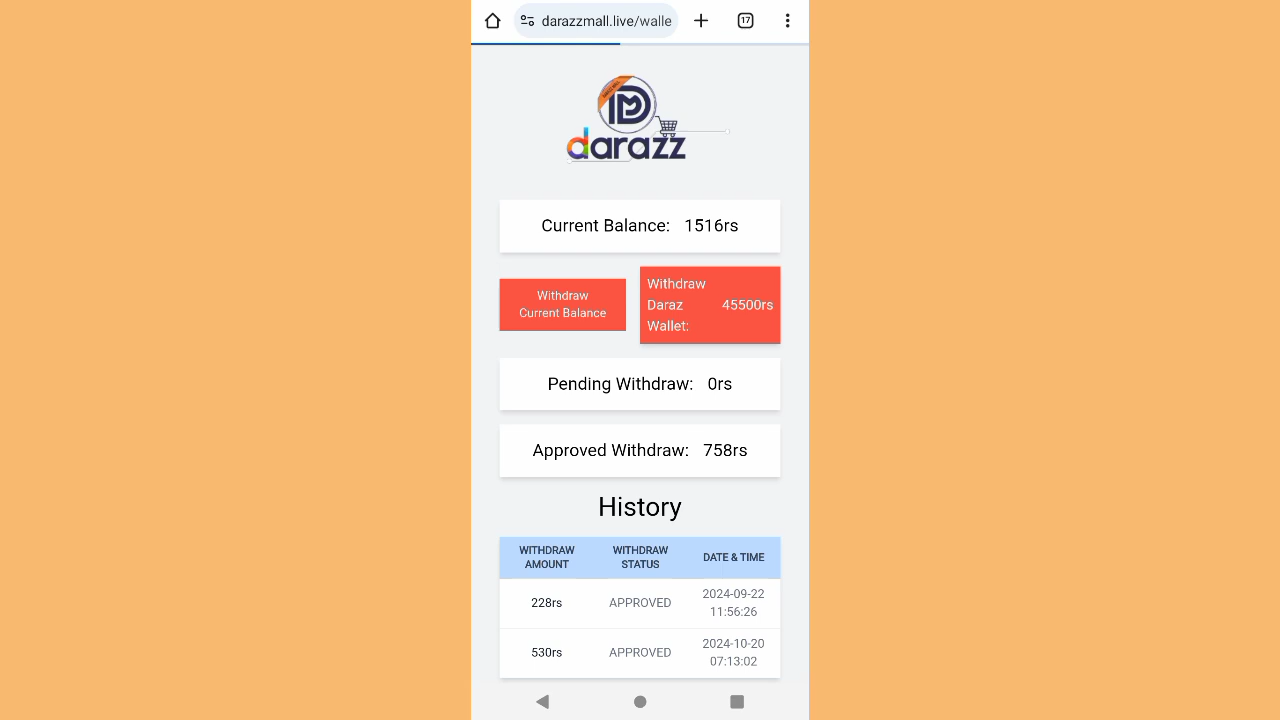 darazzmall.live/walle
17
darazz
Current Balance: 1516rs
Withdraw
Current Balance
Withdraw
Daraz 45500rs
Wallet:
Pending Withdraw: 0rs
Approved Withdraw: 758rs
History
WITHDRAW AMOUNT WITHDRAW STATUS DATE & TIME
228rs APPROVED 2024-09-22 11:56:26
530rs APPROVED 2024-10-20 07:13:02